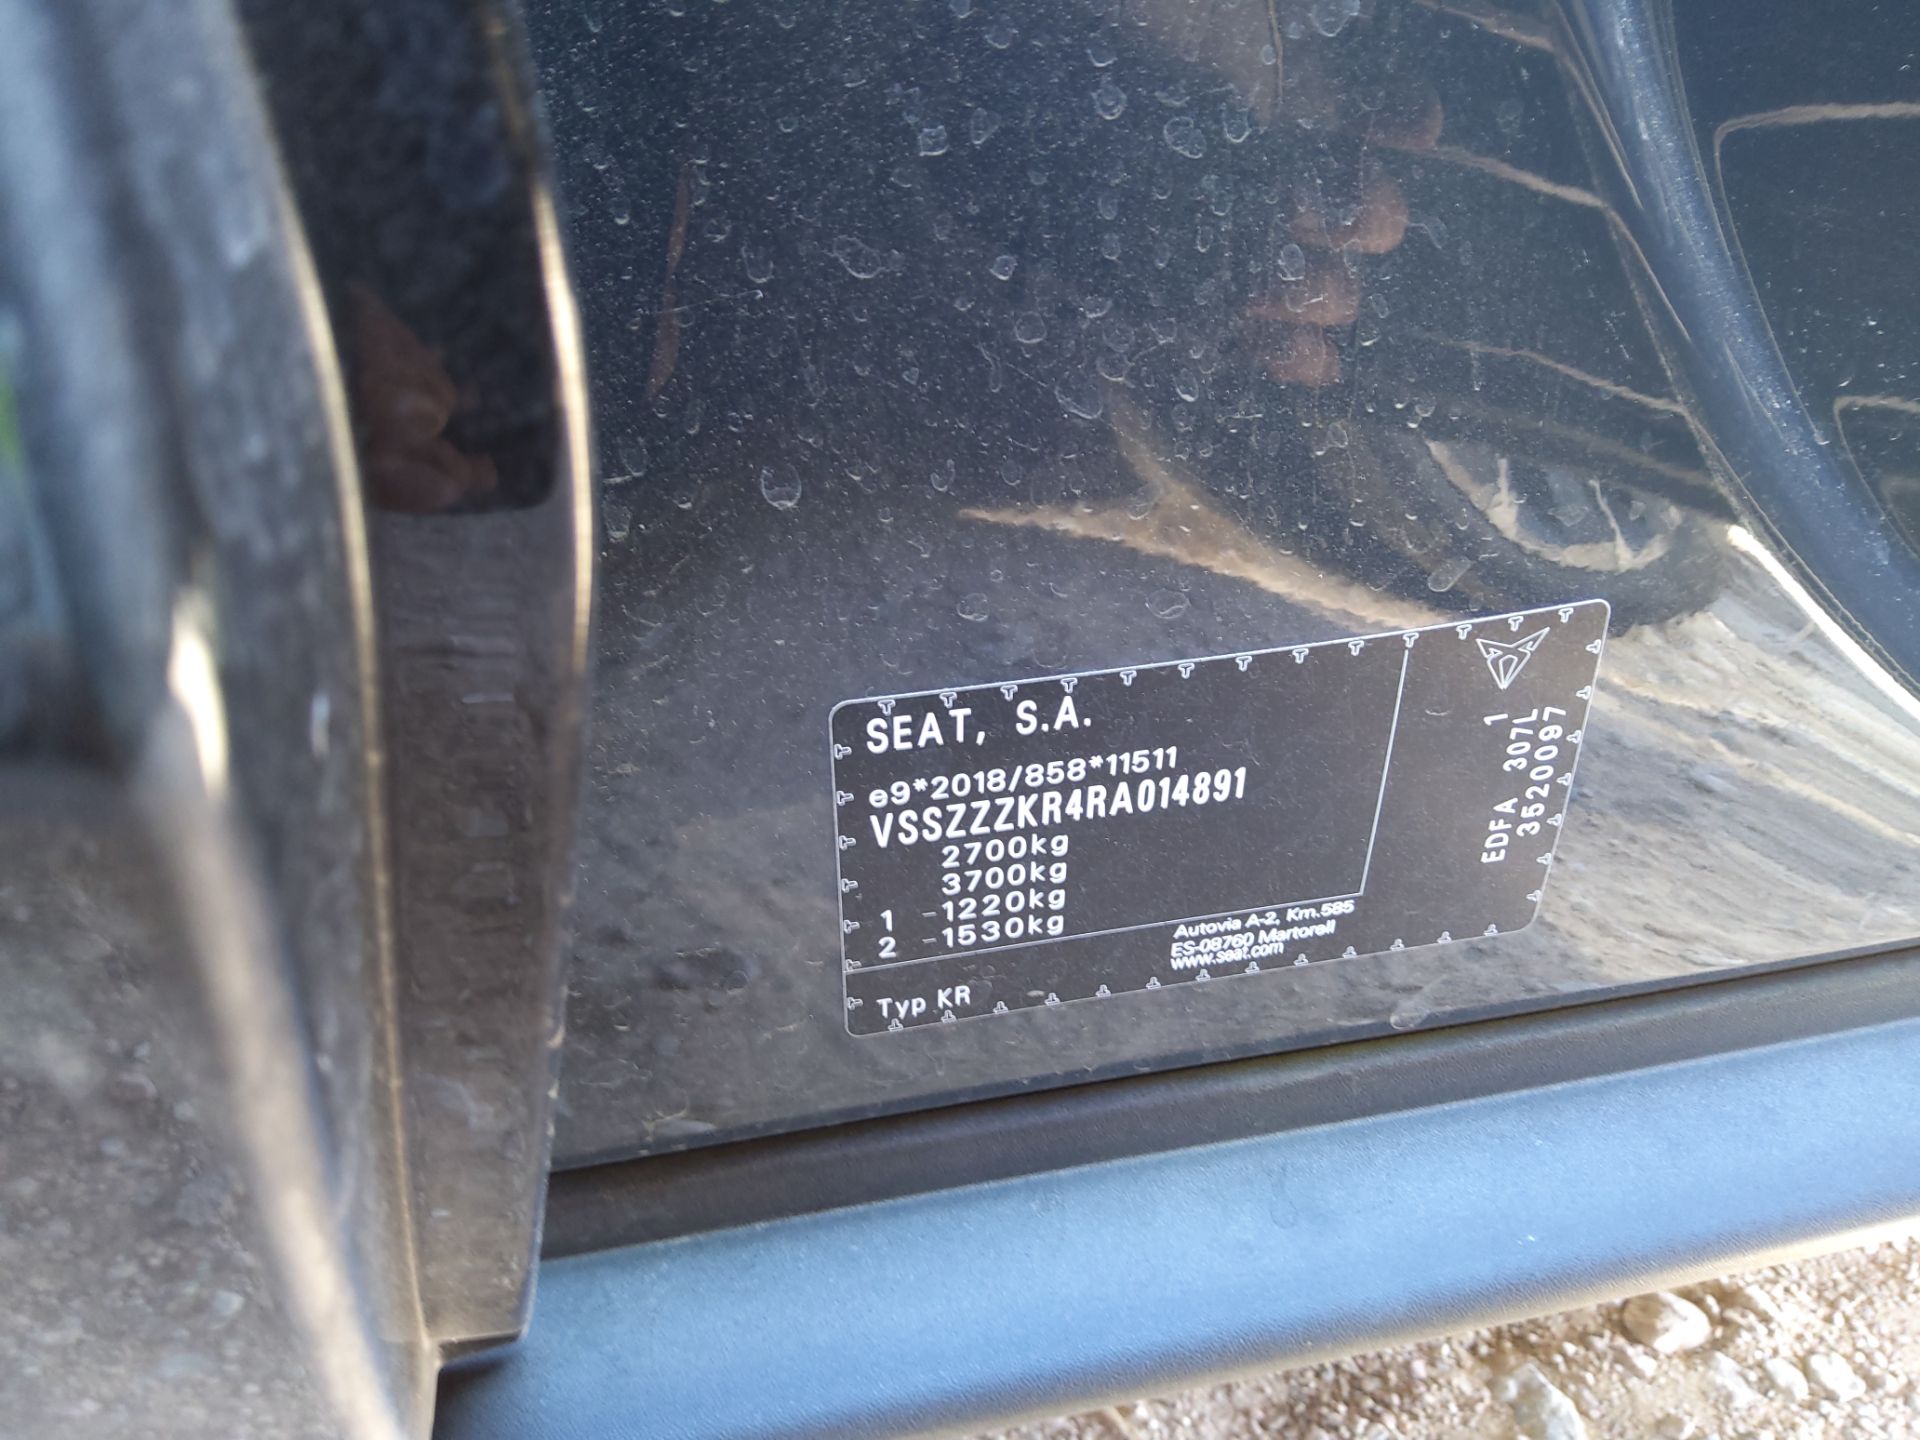 SEAT, S.A.
e9*2018/858*11511
VSSZZZKR4RA014891
2700kg
3700kg
1 -1220kg
2 -1530kg
Typ KR
Autovia A-2, Km.585
ES-08760 Martorell
www.seat.com
EDFA 307L 1
3520097